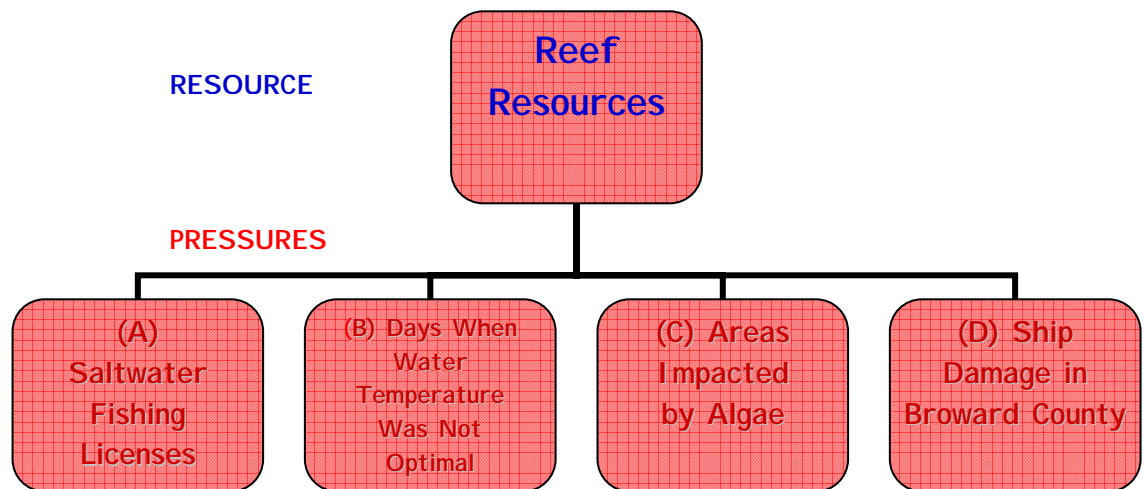 Reef
Resources
RESOURCE
PRESSURES
(A)
Saltwater
Fishing
Licenses
(B) Days When
Water
Temperature
Was Not
Optimal
(C) Areas
Impacted
by Algae
(D) Ship
Damage in
Broward County